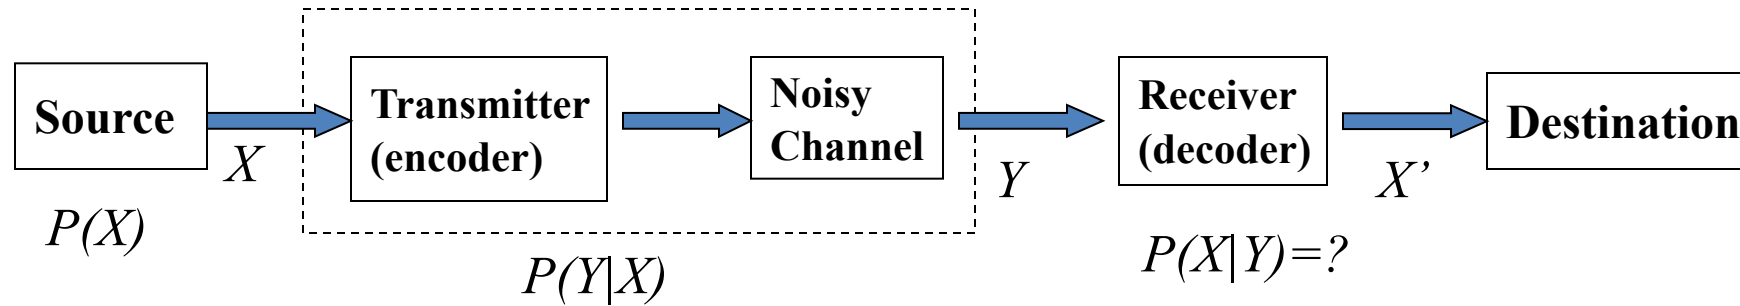 Source
X
P(X)
Transmitter
(encoder)
Noisy
Channel
P(Y|X)
Y
Receiver
(decoder)
P(X|Y)=?
X’
Destination